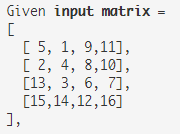 Given input matrix =
[
  [ 5, 1, 9,11],
  [ 2, 4, 8,10],
  [13, 3, 6, 7],
  [15,14,12,16]
],